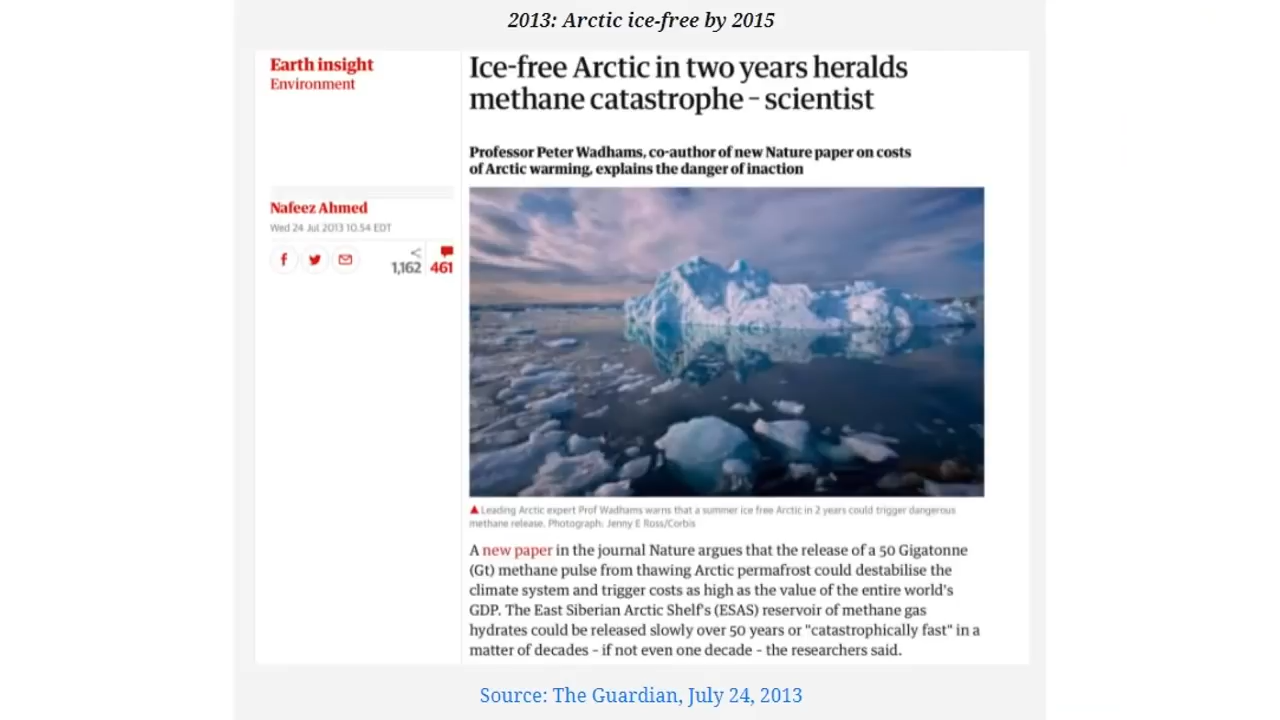 2013: Arctic ice-free by 2015
Earth insight
Environment
Nafeez Ahmed
Wed 24 Jul 2013 10.54 EDT
1,162 461
Ice-free Arctic in two years heralds
methane catastrophe – scientist
Professor Peter Wadhams, co-author of new Nature paper on costs
of Arctic warming, explains the danger of inaction
Leading Arctic expert Prof Wadhams warns that a summer ice free Arctic in 2 years could trigger dangerous
methane release. Photograph: Jenny E Ross/Corbis
A new paper in the journal Nature argues that the release of a 50 Gigatonne
(Gt) methane pulse from thawing Arctic permafrost could destabilise the
climate system and trigger costs as high as the value of the entire world's
GDP. The East Siberian Arctic Shelf's (ESAS) reservoir of methane gas
hydrates could be released slowly over 50 years or "catastrophically fast" in a
matter of decades – if not even one decade – the researchers said.
Source: The Guardian, July 24, 2013